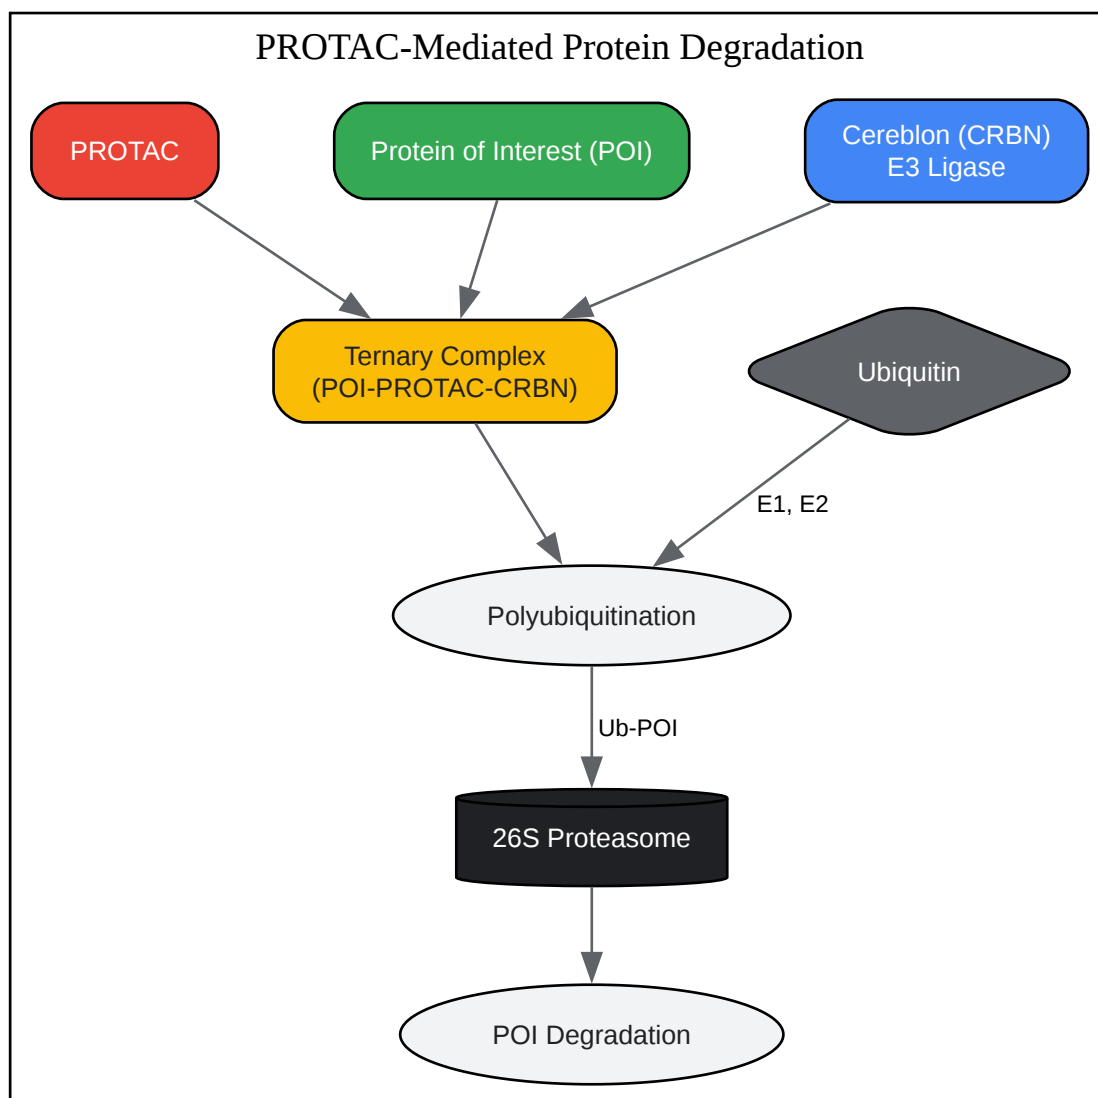 PROTAC-Mediated Protein Degradation
PROTAC
Protein of Interest (POI)
Cereblon (CRBN)
E3 Ligase
Ternary Complex
(POI-PROTAC-CRBN)
Ubiquitin
E1, E2
Polyubiquitination
Ub-POI
26S Proteasome
POI Degradation